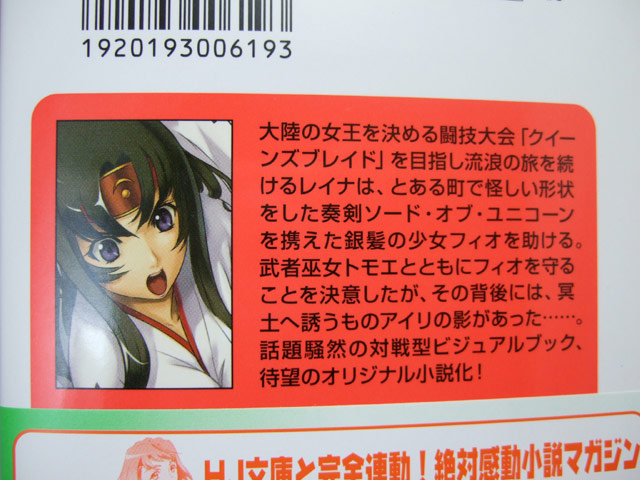 1920193006193
大陸の女王を決める闘技大会「クイー
ンズブレイド」を目指し流浪の旅を続
けるレイナは、とある町で怪しい形状
をした奏剣ソード・オブ・ユニコーン
を携えた銀髪の少女フィオを助ける。
武者巫女トモエとともにフィオを守る
ことを決意したが、その背後には、冥
土へ誘うものアイリの影があった……。
話題騒然の対戦型ビジュアルブック、
待望のオリジナル小説化！
HJ文庫と完全連動！絶対感動小説マガジン